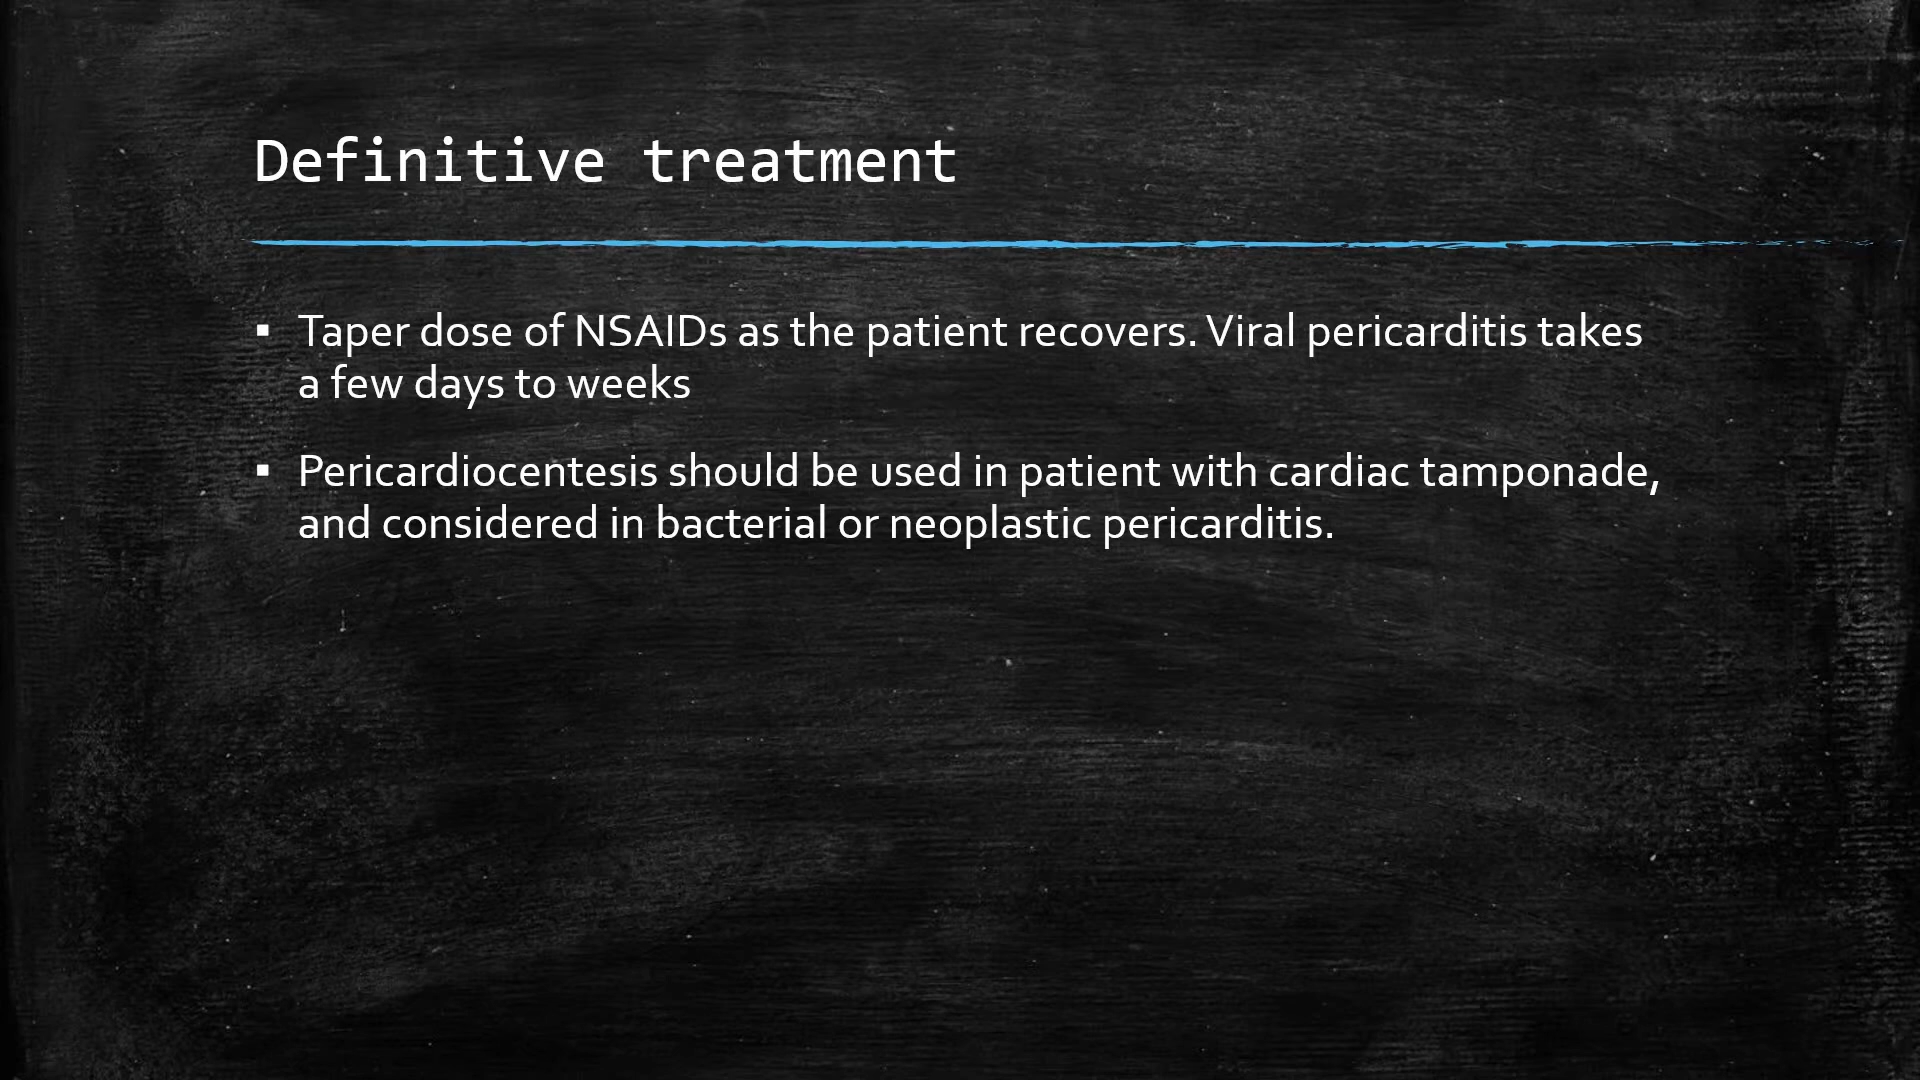 Definitive treatment
▪ Taper dose of NSAIDs as the patient recovers. Viral pericarditis takes
a few days to weeks
▪ Pericardiocentesis should be used in patient with cardiac tamponade,
and considered in bacterial or neoplastic pericarditis.